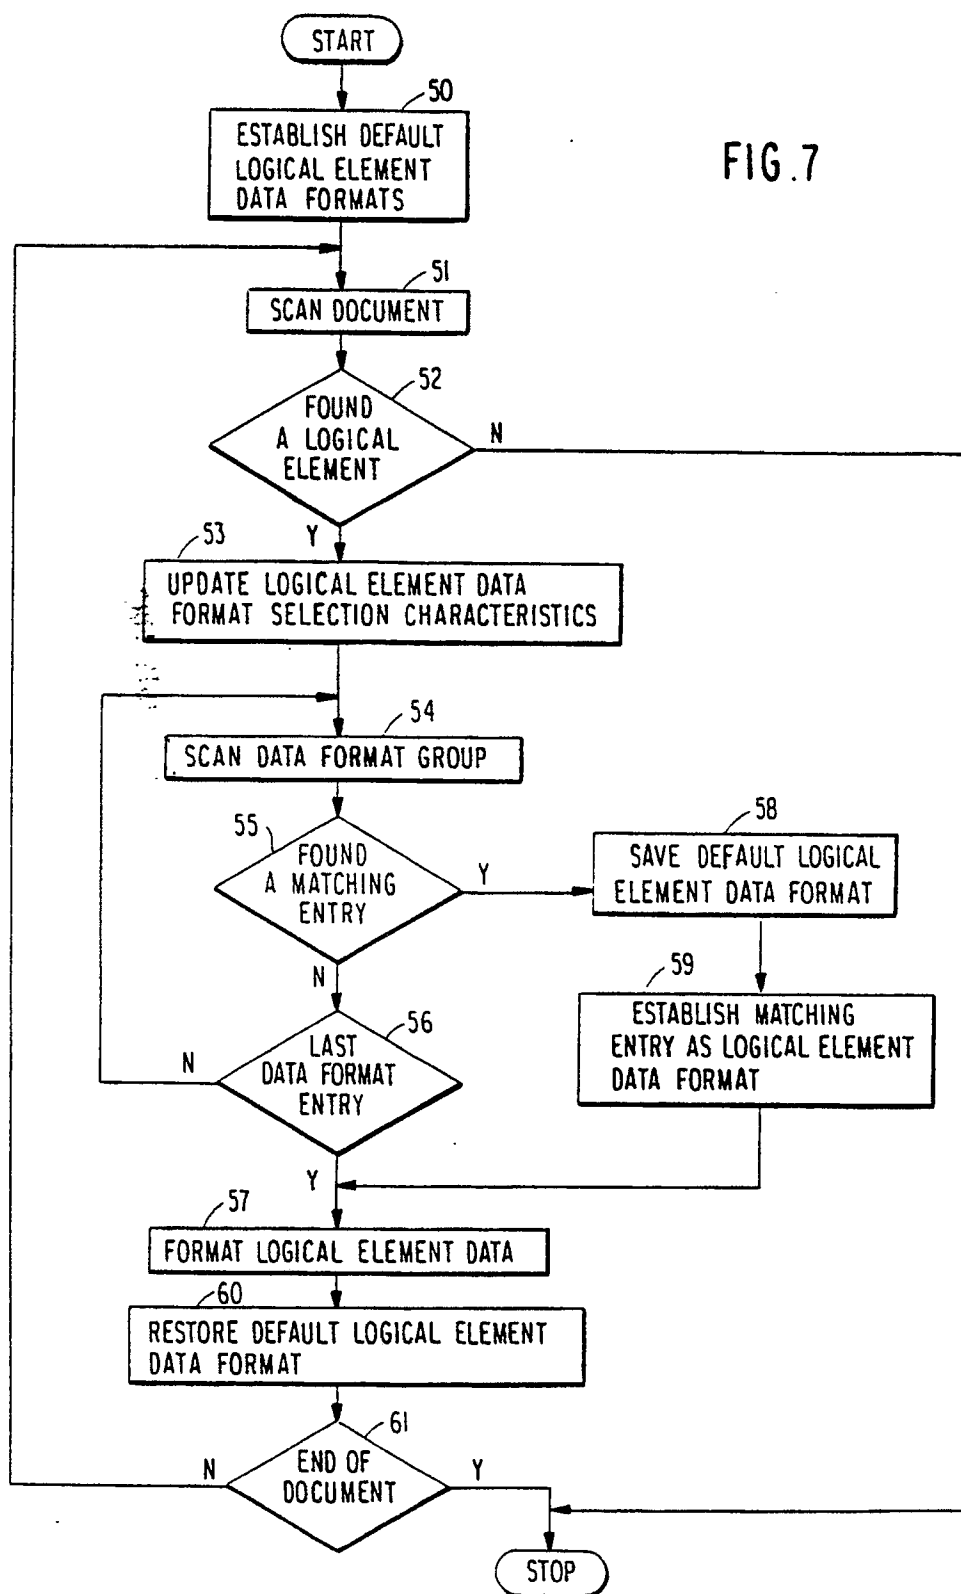 START
50
ESTABLISH DEFAULT
LOGICAL ELEMENT
DATA FORMATS
FIG.7
51
SCAN DOCUMENT
52
FOUND
A LOGICAL
ELEMENT
N
Y
53
UPDATE LOGICAL ELEMENT DATA
FORMAT SELECTION CHARACTERISTICS
54
SCAN DATA FORMAT GROUP
55
FOUND
A MATCHING
ENTRY
Y
N
58
SAVE DEFAULT LOGICAL
ELEMENT DATA FORMAT
59
ESTABLISH MATCHING
ENTRY AS LOGICAL ELEMENT
DATA FORMAT
56
LAST
DATA FORMAT
ENTRY
N
Y
57
FORMAT LOGICAL ELEMENT DATA
60
RESTORE DEFAULT LOGICAL ELEMENT
DATA FORMAT
61
END OF
DOCUMENT
N
Y
STOP